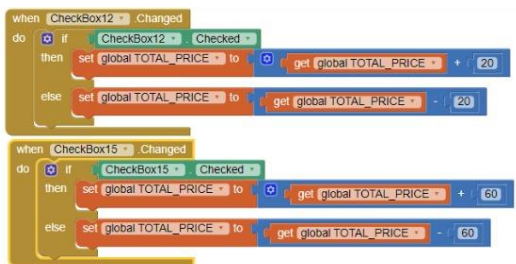 when CheckBox12 .Changed
do if CheckBox12 . Checked
then set global TOTAL_PRICE to get global TOTAL_PRICE + 20
else set global TOTAL_PRICE to get global TOTAL_PRICE - 20
when CheckBox15 .Changed
do if CheckBox15 . Checked
then set global TOTAL_PRICE to get global TOTAL_PRICE + 60
else set global TOTAL_PRICE to get global TOTAL_PRICE - 60